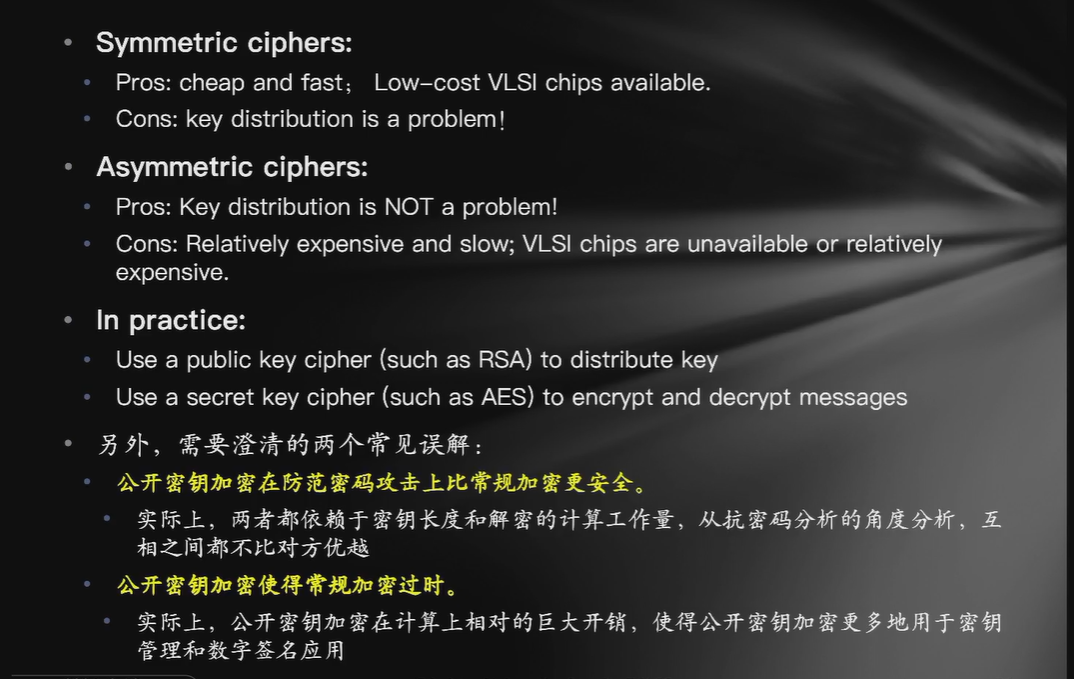 Symmetric ciphers:
Pros: cheap and fast； Low-cost VLSI chips available.
Cons: key distribution is a problem！
Asymmetric ciphers:
Pros: Key distribution is NOT a problem!
Cons: Relatively expensive and slow; VLSI chips are unavailable or relatively
expensive.
In practice:
Use a public key cipher (such as RSA) to distribute key
Use a secret key cipher (such as AES) to encrypt and decrypt messages
另外，需要澄清的两个常见误解：
公开密钥加密在防范密码攻击上比常规加密更安全。
实际上，两者都依赖于密钥长度和解密的计算工作量，从抗密码分析的角度分析，互
相之间都不比对方优越
公开密钥加密使得常规加密过时。
实际上，公开密钥加密在计算上相对的巨大开销，使得公开密钥加密更多地用于密钥
管理和数字签名应用